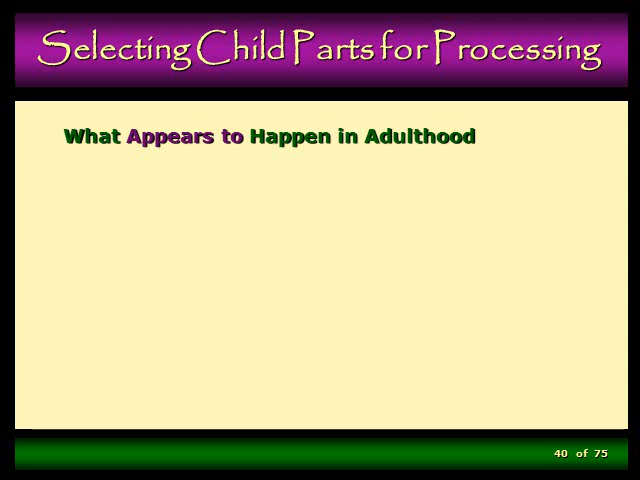 Selecting Child Parts for Processing
What Appears to Happen in Adulthood
40 of 75